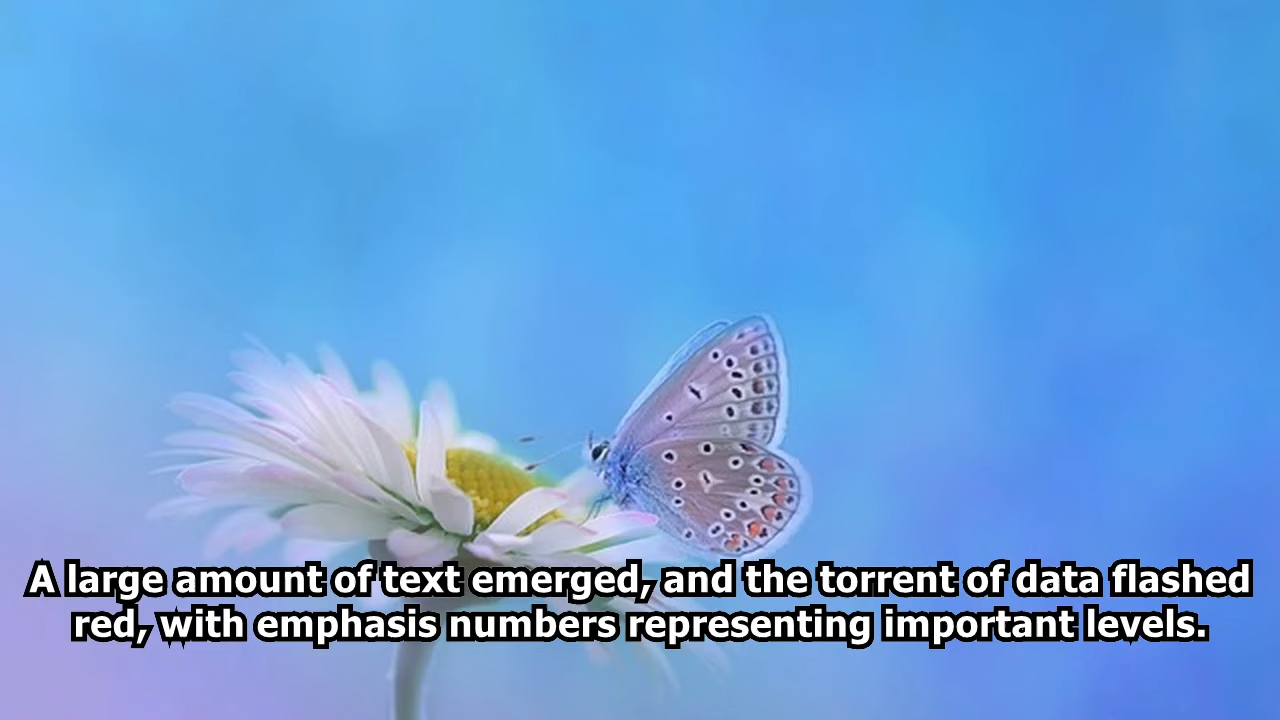 A large amount of text emerged, and the torrent of data flashed
red, with emphasis numbers representing important levels.